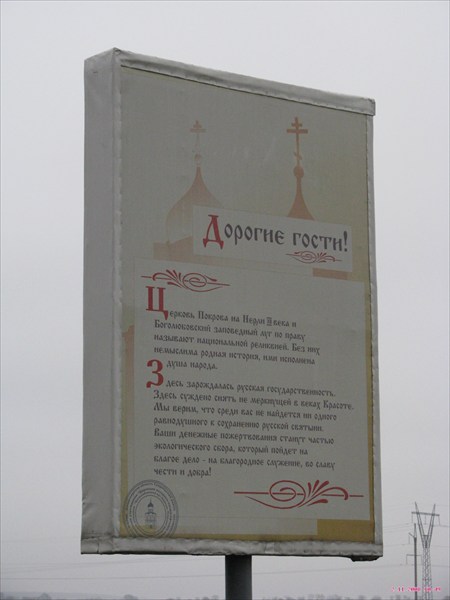 Дорогие гости!
Церковь Покрова на Нерли века и
Боголюбовский заповедный луг по праву
называют национальной реликвией. Без них
немыслима родная история, ими исполнена
душа народа.
Здесь зарождалась русская государственность.
Здесь суждено сиять не меркнущей в веках Красоте.
Мы верим, что среди вас не найдется ни одного
равнодушного к сохранению русской святыни.
Ваши денежные пожертвования станут частью
экологического сбора, который пойдет на
благое дело - на благородное служение, во славу
чести и добра!